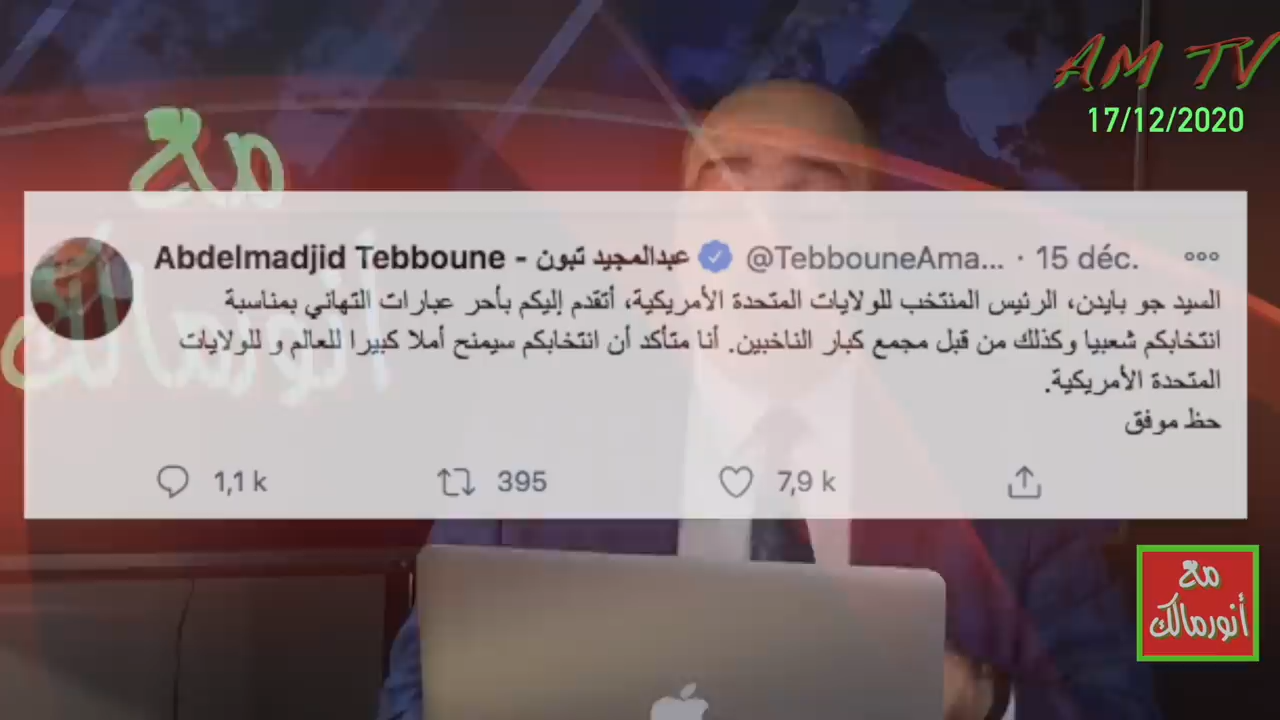 AM TV
17/12/2020
مع
أنورمالك
Abdelmadjid Tebboune - عبدالمجيد تبون @TebbouneAma... · 15 déc.
السيد جو بايدن، الرئيس المنتخب للولايات المتحدة الأمريكية، أتقدم إليكم بأحر عبارات التهاني بمناسبة
انتخابكم شعبيا وكذلك من قبل مجمع كبار الناخبين. أنا متأكد أن انتخابكم سيمنح أملا كبيرا للعالم و للولايات
المتحدة الأمريكية.
حظ موفق
1,1 k 395 7,9 k
مع
أنورمالك